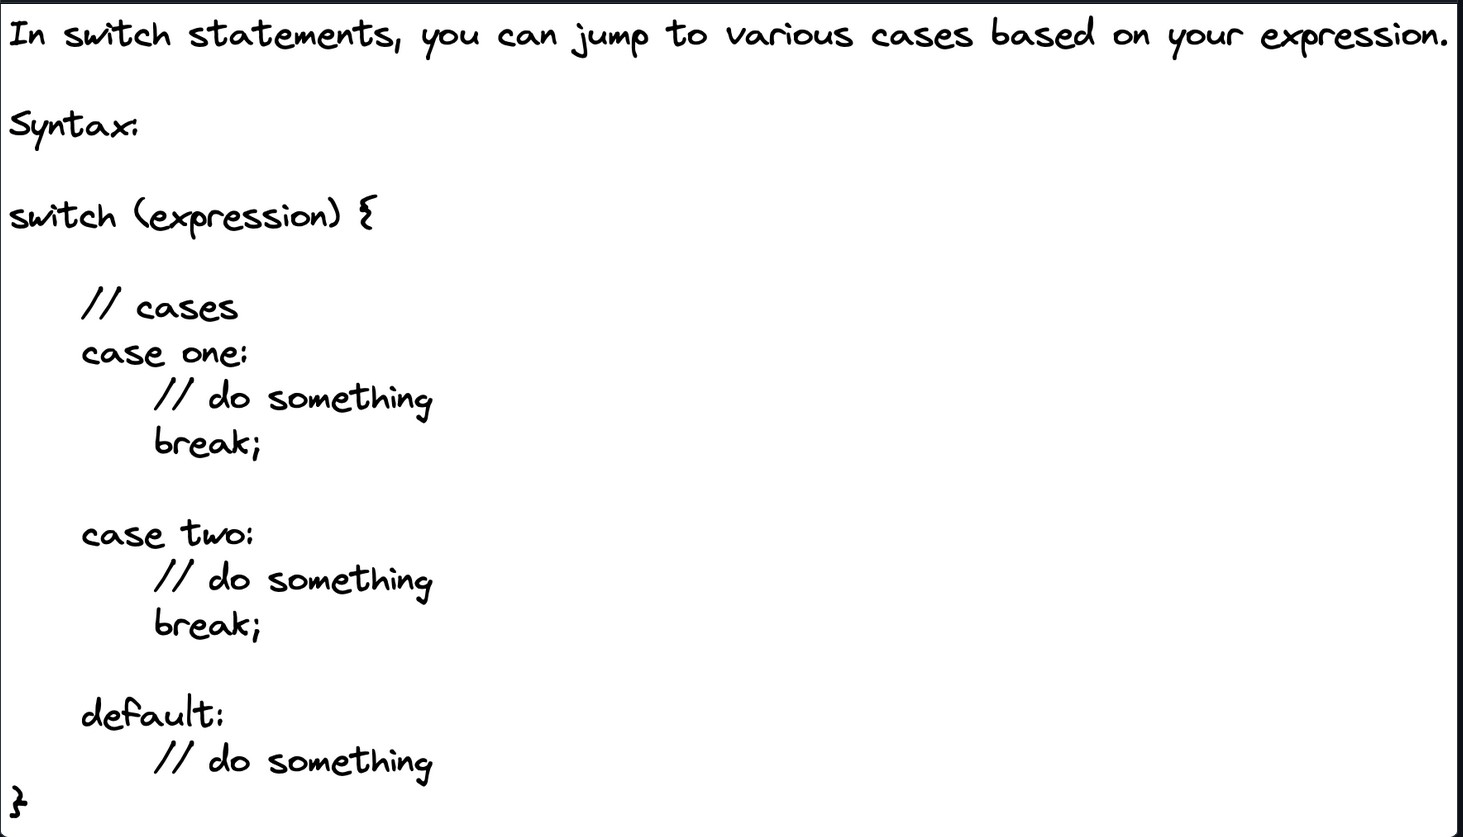 In switch statements, you can jump to various cases based on your expression.
Syntax:
switch (expression) {
// cases
case one:
// do something
break;
case two:
// do something
break;
default:
// do something
}